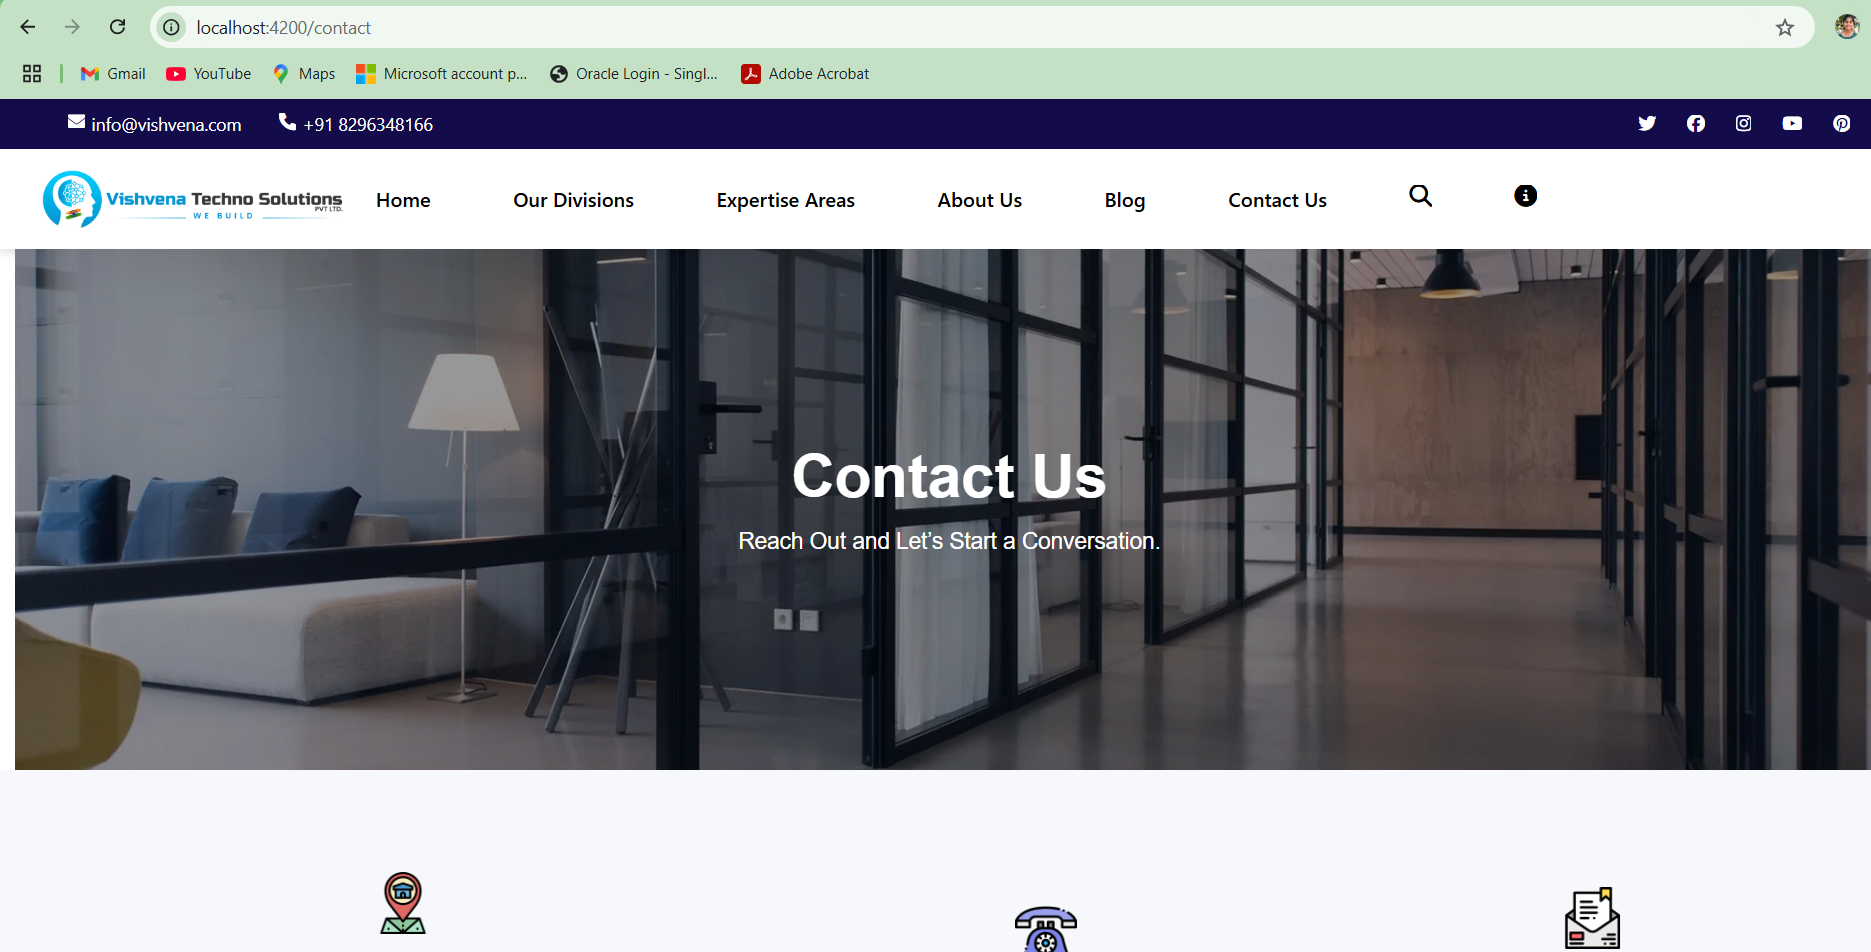 localhost:4200/contact
Gmail YouTube Maps Microsoft account p... Oracle Login - Singl... Adobe Acrobat
info@vishvena.com +91 8296348166
Vishvena Techno Solutions
PVT LTD.
WE BUILD
Home Our Divisions Expertise Areas About Us Blog Contact Us
Contact Us
Reach Out and Let’s Start a Conversation.